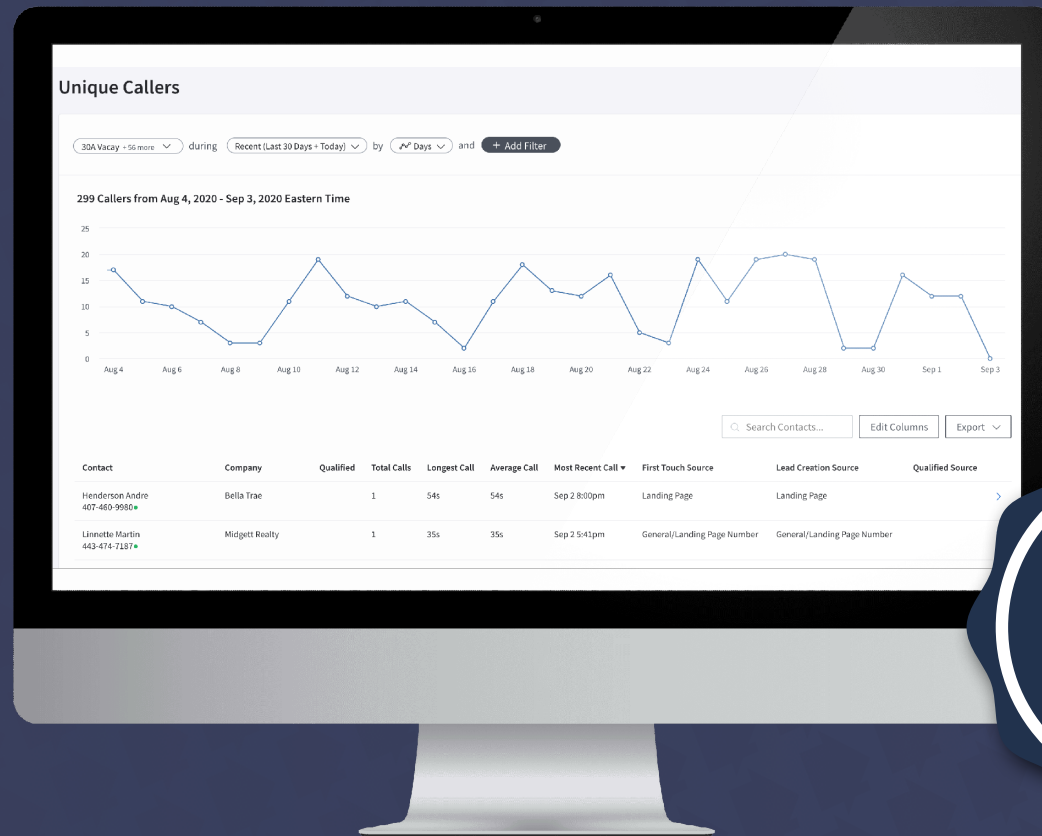 Unique Callers
30A Vacay + 56 more during Recent (Last 30 Days + Today) by Days and + Add Filter
299 Callers from Aug 4, 2020 - Sep 3, 2020 Eastern Time
25
20
15
10
5
0
Aug 4 Aug 6 Aug 8 Aug 10 Aug 12 Aug 14 Aug 16 Aug 18 Aug 20 Aug 22 Aug 24 Aug 26 Aug 28 Aug 30 Sep 1 Sep 3
Search Contacts... Edit Columns Export
Contact Company Qualified Total Calls Longest Call Average Call Most Recent Call First Touch Source Lead Creation Source Qualified Source
Henderson Andre Bella Trae 1 54s 54s Sep 2 8:00pm Landing Page Landing Page
407-460-9980
Linnette Martin Midgett Realty 1 35s 35s Sep 2 5:41pm General/Landing Page Number General/Landing Page Number
443-474-7187